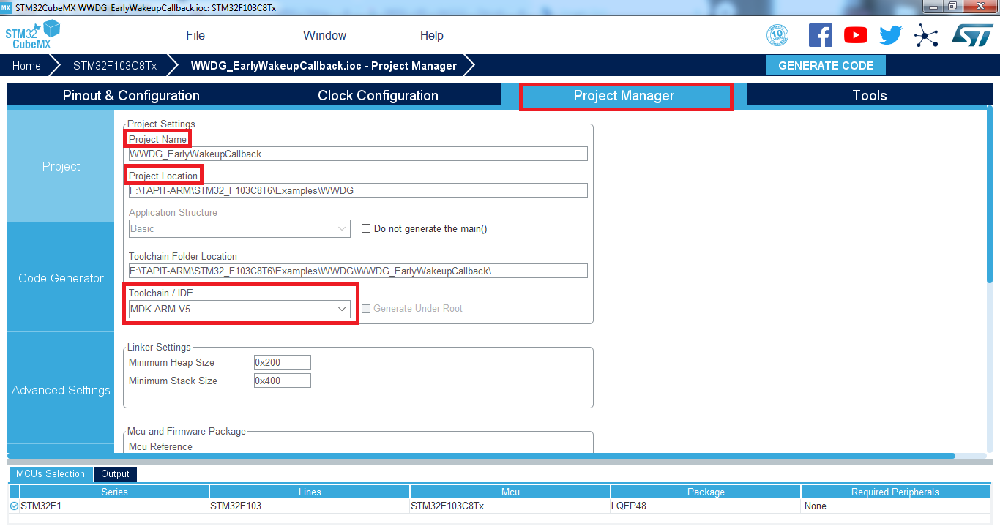 MX STM32CubeMX WWDG_EarlyWakeupCallback.ioc: STM32F103C8Tx
STM32
CubeMX
File Window Help
10
ST
Home STM32F103C8Tx WWDG_EarlyWakeupCallback.ioc - Project Manager GENERATE CODE
Pinout & Configuration Clock Configuration Project Manager Tools
Project
Code Generator
Advanced Settings
Project Settings
Project Name
WWDG_EarlyWakeupCallback
Project Location
F:\TAPIT-ARM\STM32_F103C8T6\Examples\WWDG
Application Structure
Basic Do not generate the main()
Toolchain Folder Location
F:\TAPIT-ARM\STM32_F103C8T6\Examples\WWDG\WWDG_EarlyWakeupCallback\
Toolchain / IDE
MDK-ARM V5 Generate Under Root
Linker Settings
Minimum Heap Size 0x200
Minimum Stack Size 0x400
Mcu and Firmware Package
Mcu Reference
MCUs Selection Output
Series Lines Mcu Package Required Peripherals
STM32F1 STM32F103 STM32F103C8Tx LQFP48 None